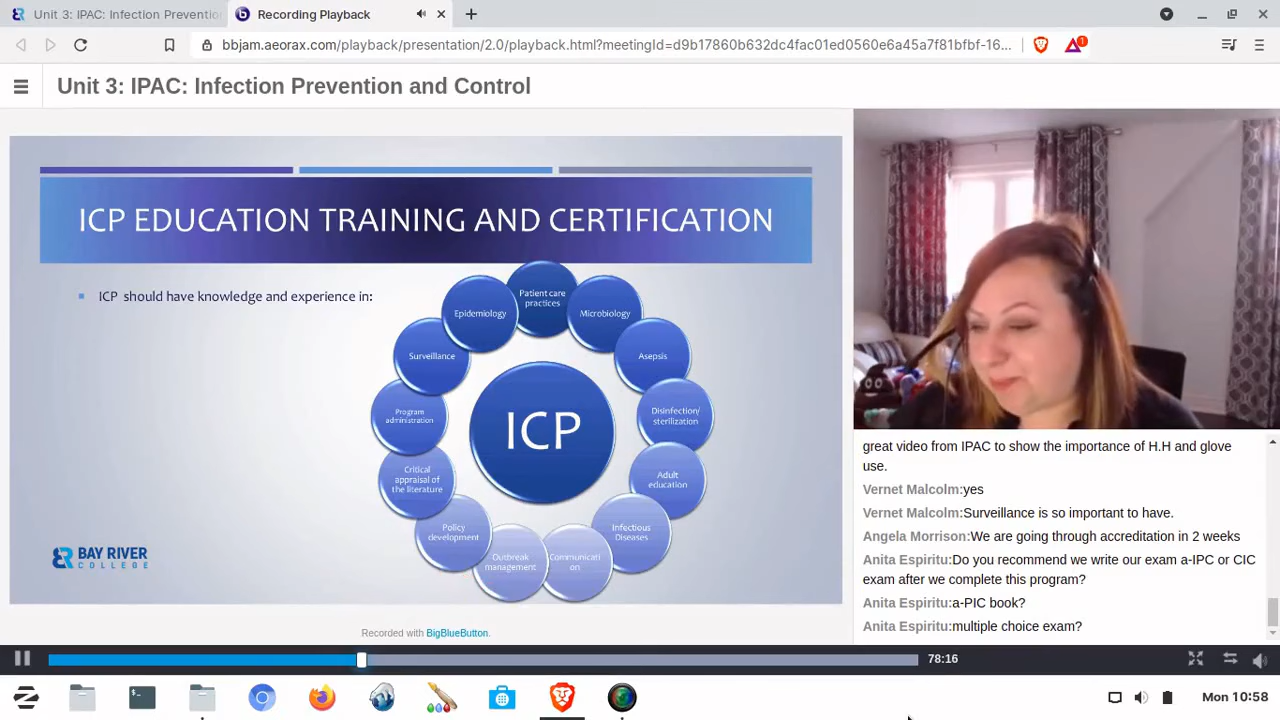 Unit 3: IPAC: Infection Preventio
Recording Playback
bbjam.aeorax.com/playback/presentation/2.0/playback.html?meetingId=d9b17860b632dc4fac01ed0560e6a45a7f81bfbf-16...
1
Unit 3: IPAC: Infection Prevention and Control
ICP EDUCATION TRAINING AND CERTIFICATION
ICP should have knowledge and experience in:
Patient care
practices
Microbiology
Asepsis
Disinfection/
sterilization
Adult
education
Infectious
Diseases
Communicati
on
Outbreak
management
Policy
development
Critical
appraisal of
the literature
Program
administration
Surveillance
Epidemiology
ICP
BAY RIVER
COLLEGE
great video from IPAC to show the importance of H.H and glove
use.
Vernet Malcolm:yes
Vernet Malcolm:Surveillance is so important to have.
Angela Morrison:We are going through accreditation in 2 weeks
Anita Espiritu:Do you recommend we write our exam a-IPC or CIC
exam after we complete this program?
Anita Espiritu:a-PIC book?
Anita Espiritu:multiple choice exam?
Recorded with BigBlueButton.
78:16
Mon 10:58